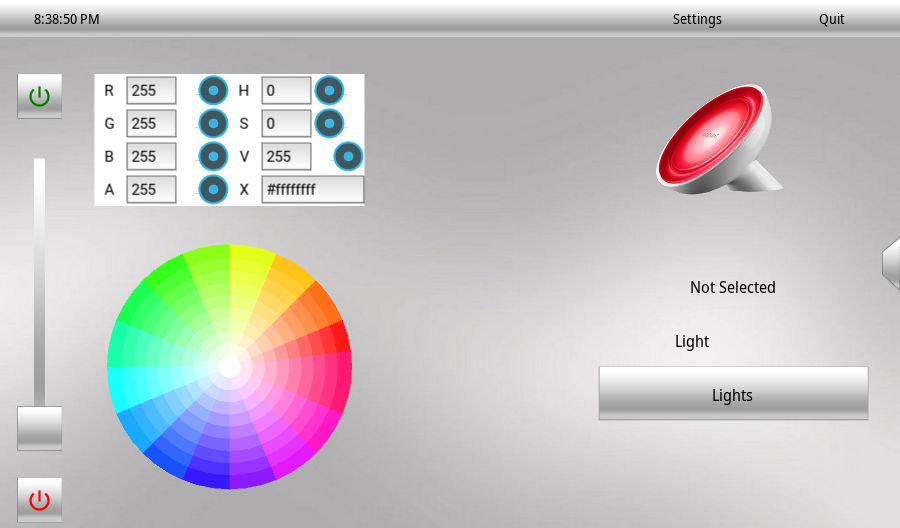 8:38:50 PM Settings Quit
R 255 H 0
G 255 S 0
B 255 V 255
A 255 X #ffffffff
Not Selected
Light
Lights